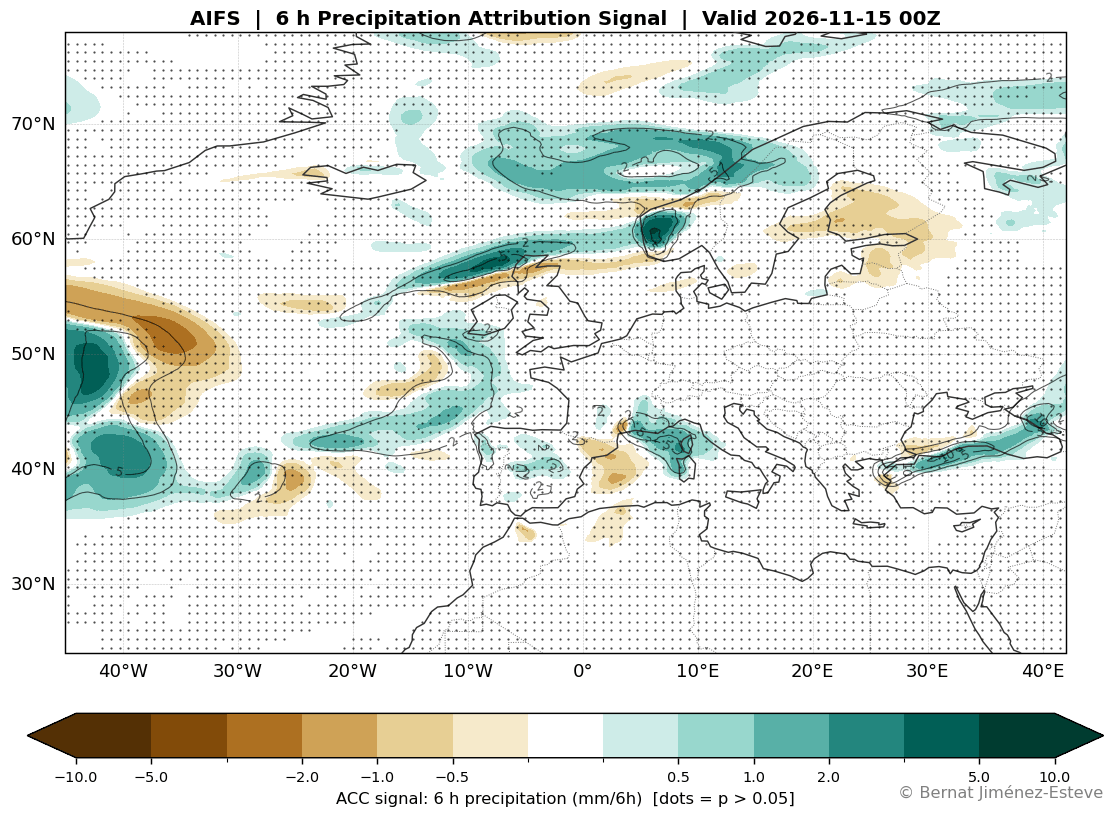 AIFS | 6 h Precipitation Attribution Signal | Valid 2026-11-15 00Z
70°N
60°N
50°N
40°N
30°N
40°W 30°W 20°W 10°W 0° 10°E 20°E 30°E 40°E
−10.0 −5.0 −2.0 −1.0 −0.5 0.5 1.0 2.0 5.0 10.0
ACC signal: 6 h precipitation (mm/6h) [dots = p > 0.05]
© Bernat Jiménez-Esteve